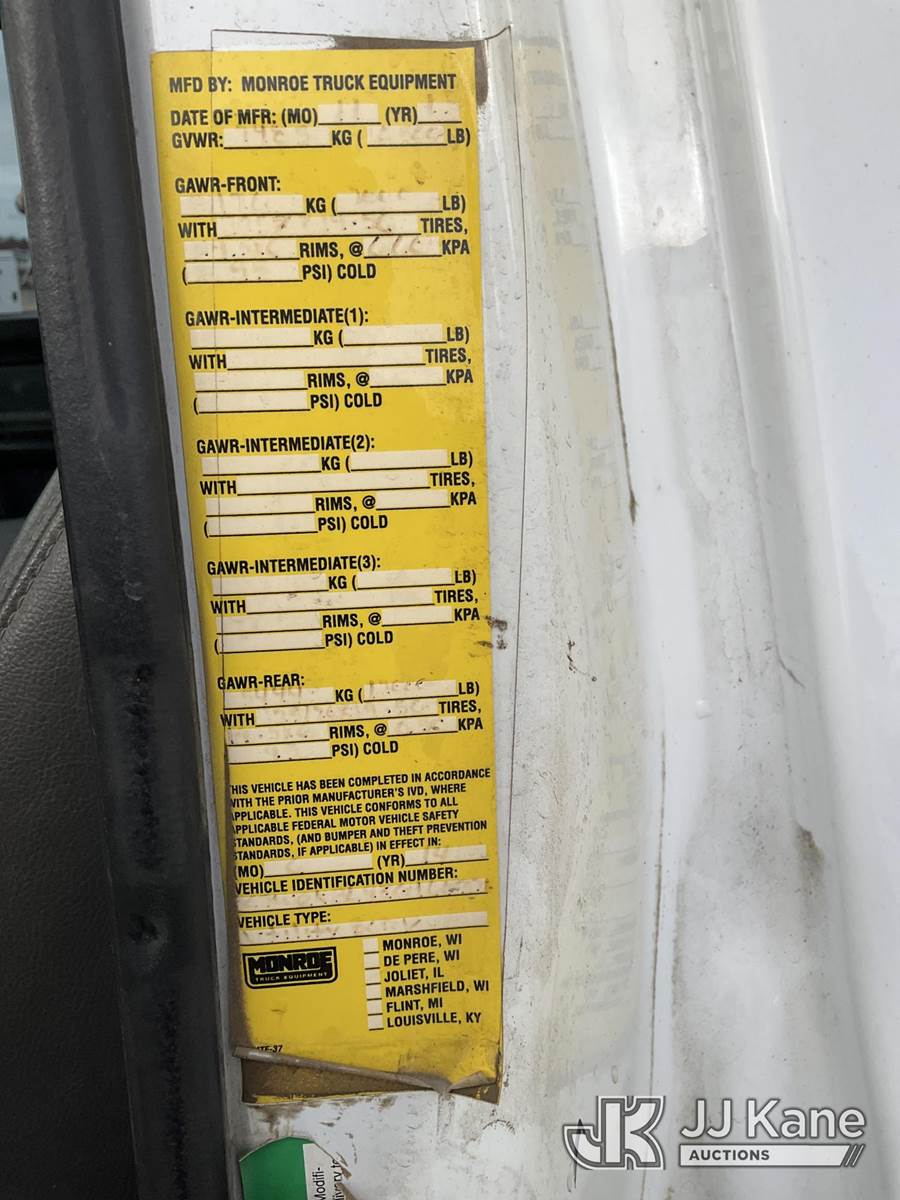 MFD BY: MONROE TRUCK EQUIPMENT
DATE OF MFR: (MO) 11 (YR)
GVWR: KG ( LB)
GAWR-FRONT:
KG ( LB)
WITH TIRES,
RIMS, @ KPA
( PSI) COLD
GAWR-INTERMEDIATE(1):
KG ( LB)
WITH TIRES,
RIMS, @ KPA
( PSI) COLD
GAWR-INTERMEDIATE(2):
KG ( LB)
WITH TIRES,
RIMS, @ KPA
( PSI) COLD
GAWR-INTERMEDIATE(3):
KG ( LB)
WITH TIRES,
RIMS, @ KPA
( PSI) COLD
GAWR-REAR:
KG ( LB)
WITH TIRES,
RIMS, @ KPA
PSI) COLD
HIS VEHICLE HAS BEEN COMPLETED IN ACCORDANCE
WITH THE PRIOR MANUFACTURER'S IVD, WHERE
APPLICABLE. THIS VEHICLE CONFORMS TO ALL
APPLICABLE FEDERAL MOTOR VEHICLE SAFETY
STANDARDS, (AND BUMPER AND THEFT PREVENTION
STANDARDS, IF APPLICABLE) IN EFFECT IN:
(MO) (YR)
VEHICLE IDENTIFICATION NUMBER:
VEHICLE TYPE:
MONROE
TRUCK EQUIPMENT
MONROE, WI
DE PERE, WI
JOLIET, IL
MARSHFIELD, WI
FLINT, MI
LOUISVILLE, KY
-37
JK JJ Kane
AUCTIONS